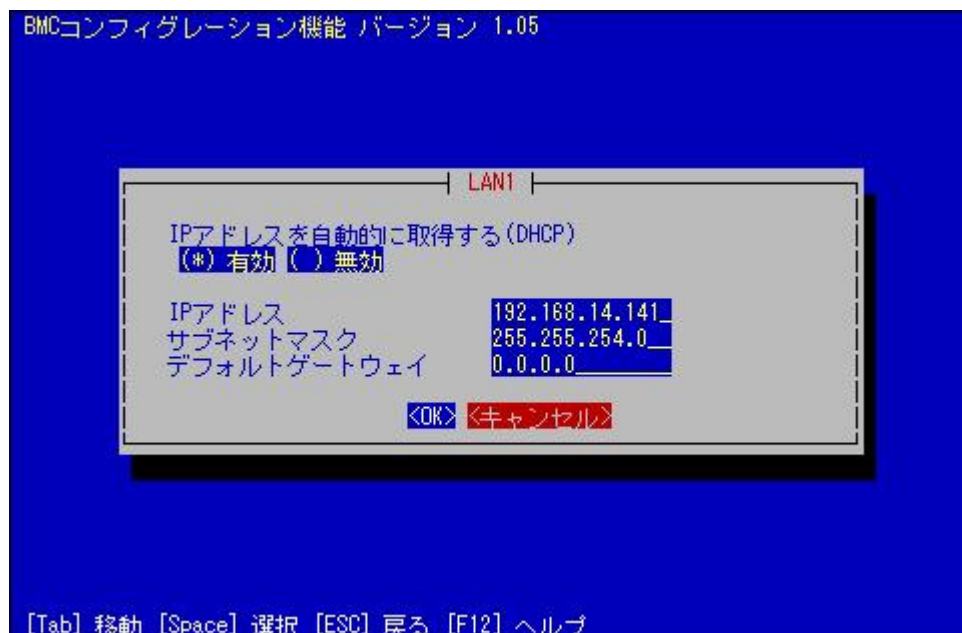 BMCコンフィグレーション機能 バージョン 1.05
LAN1
IPアドレスを自動的に取得する(DHCP)
(*) 有効 ( ) 無効
IPアドレス 192.168.14.141_
サブネットマスク 255.255.254.0__
デフォルトゲートウェイ 0.0.0.0________
<OK> <キャンセル>
[Tab] 移動 [Space] 選択 [ESC] 戻る [F12] ヘルプ